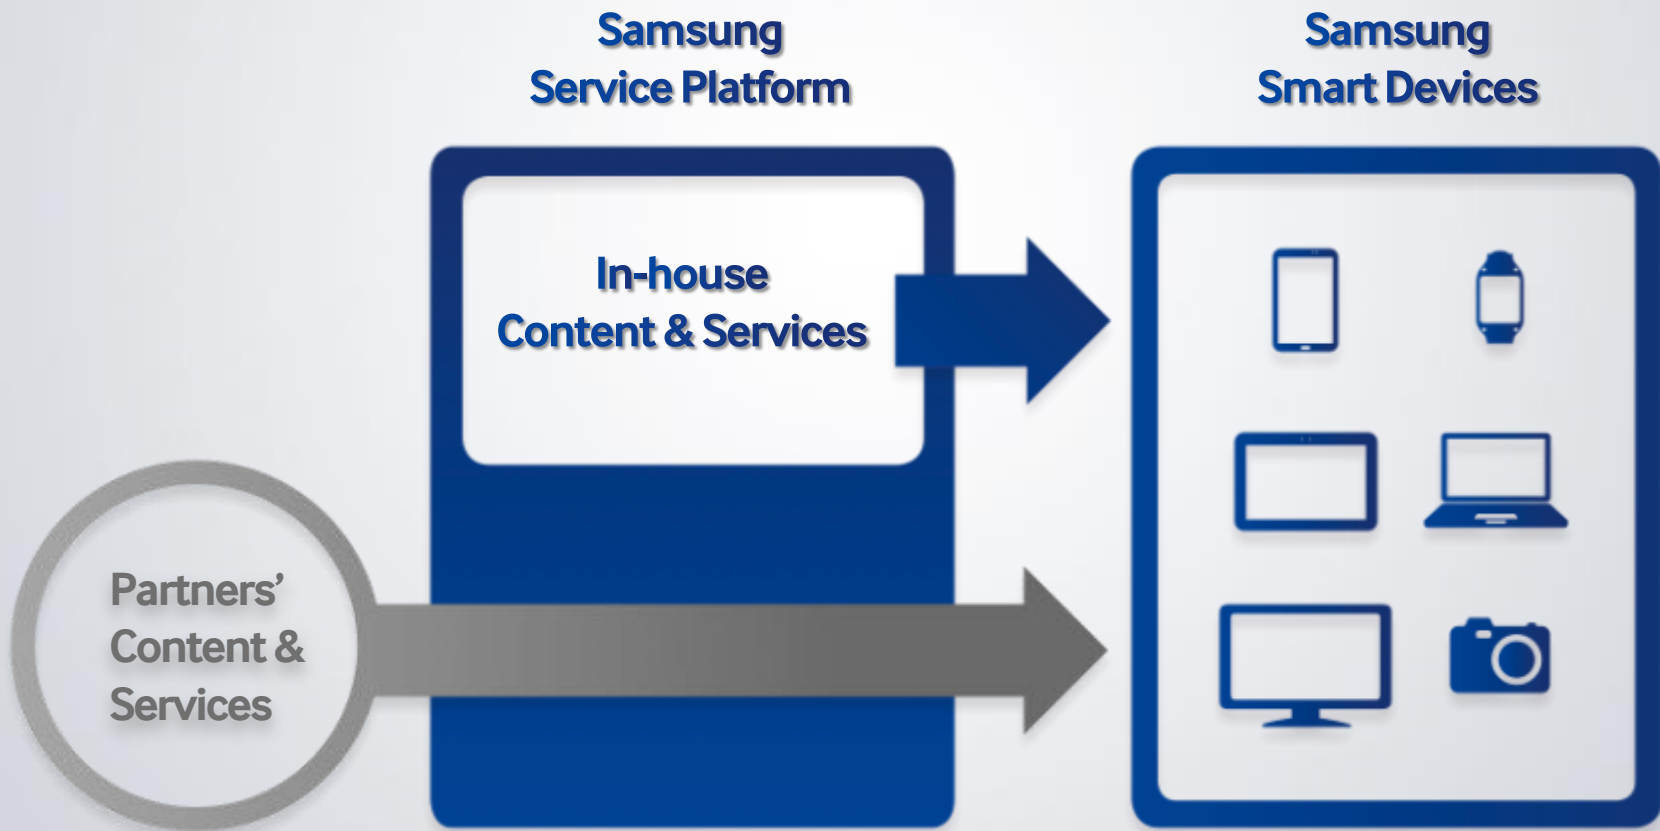 Samsung
Service Platform
Samsung
Smart Devices
In-house
Content & Services
Partners’
Content &
Services